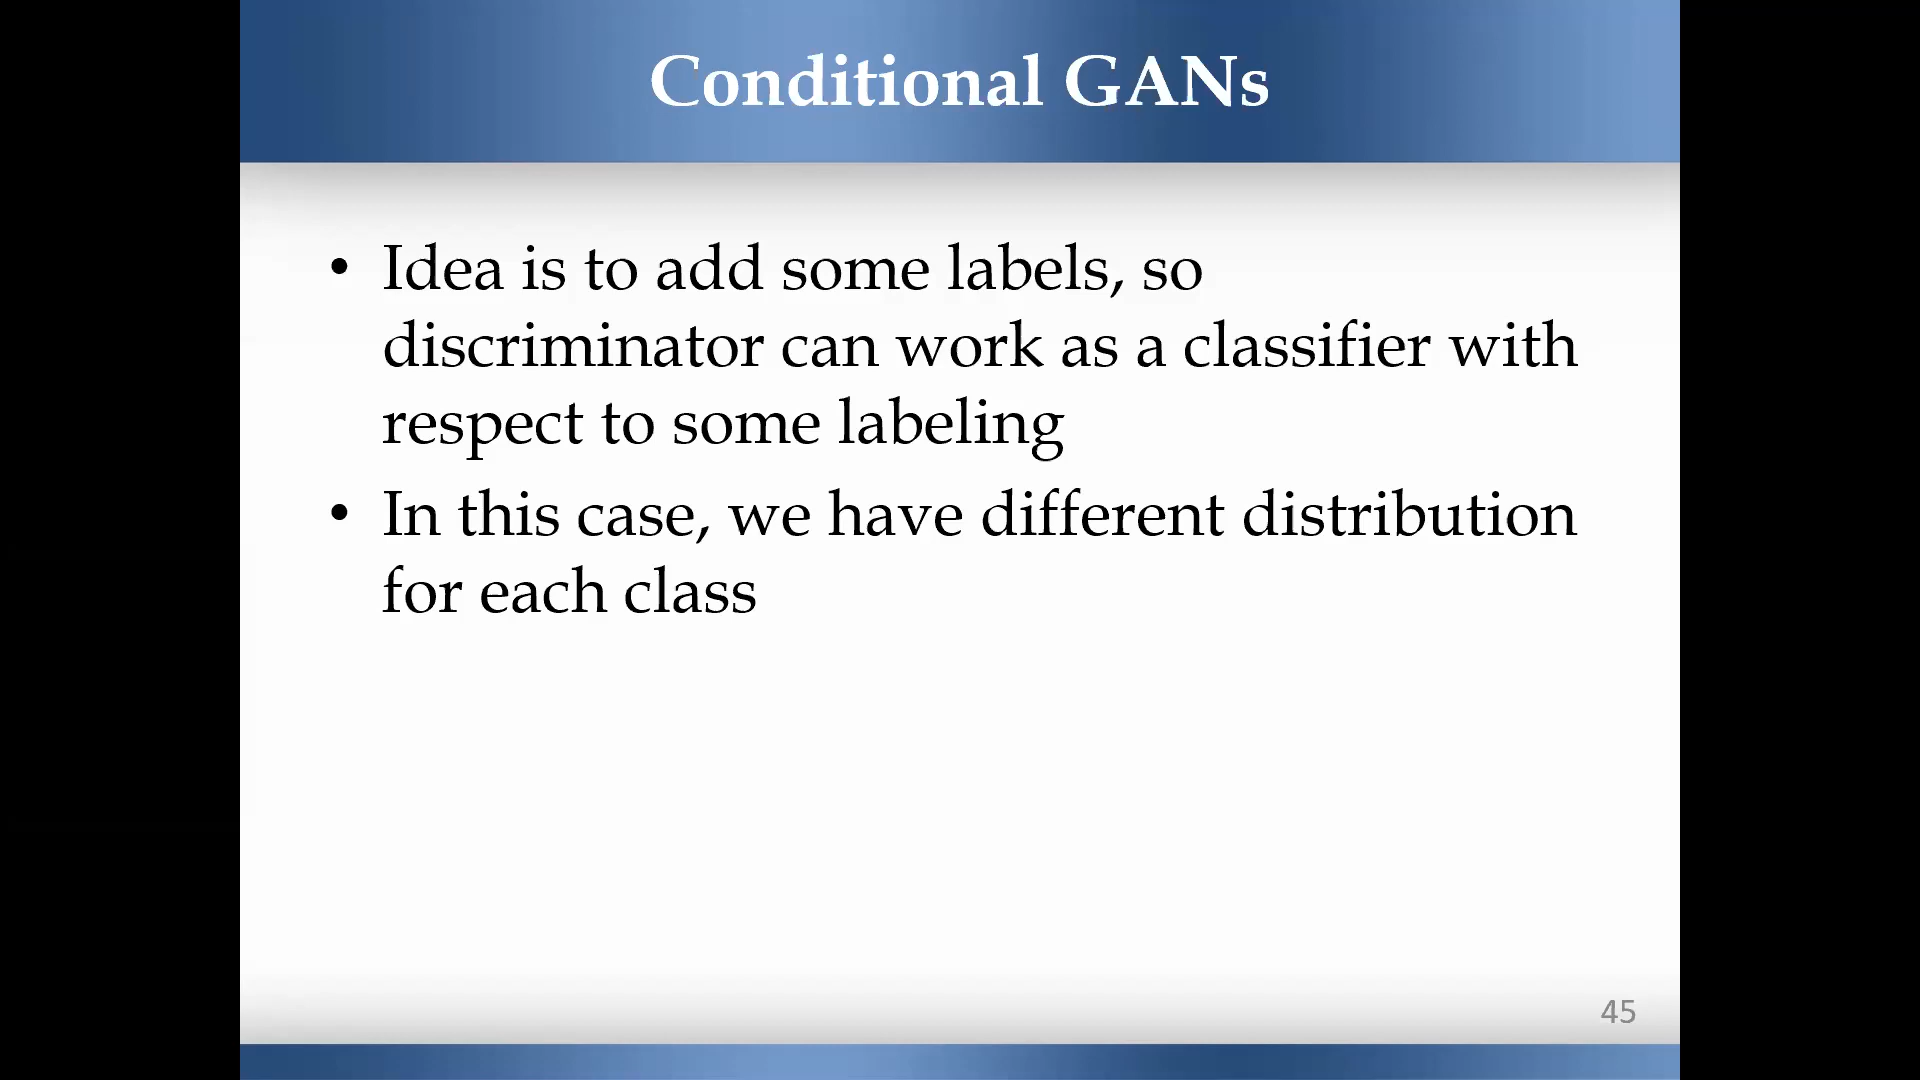 Conditional GANs
• Idea is to add some labels, so
discriminator can work as a classifier with
respect to some labeling
• In this case, we have different distribution
for each class
45